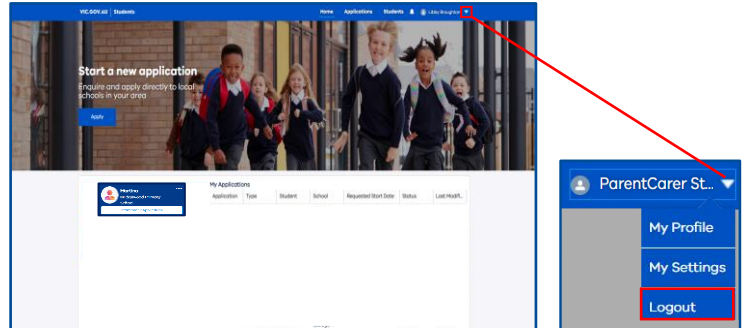 VIC.GOV.AU | Students
Home Applications Students Libby Broughton
Start a new application
Enquire and apply directly to local
schools in your area
Apply
Martina
School
My Applications
Application Type Student School Requested Start Date Status Last Modifi...
ParentCarer St...
My Profile
My Settings
Logout